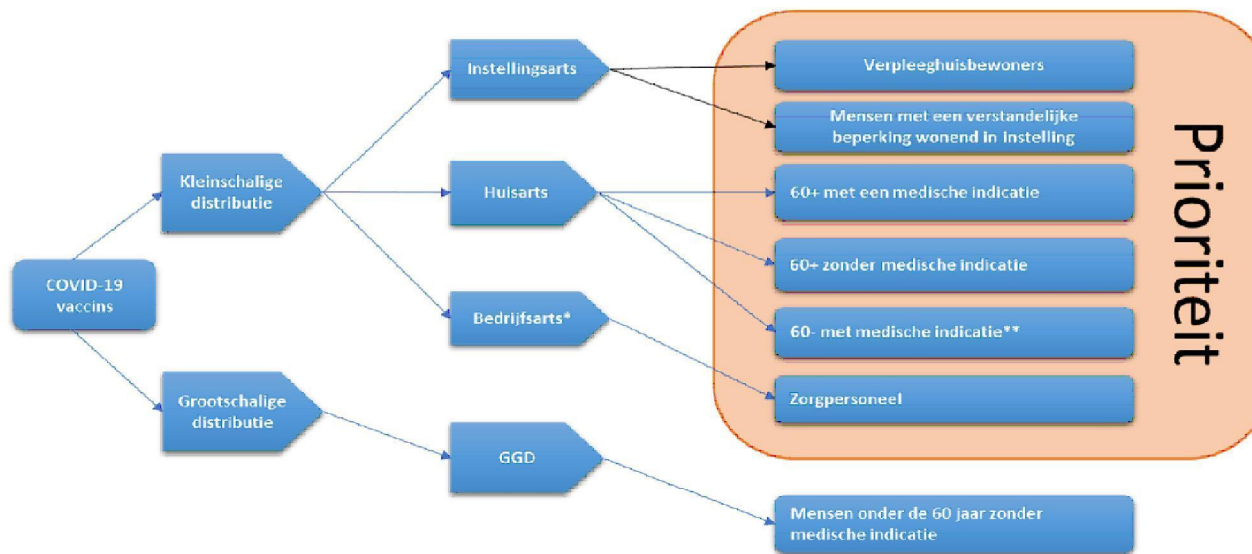 COVID-19
vaccins
Kleinschalige
distributie
Grootschalige
distributie
Instellingsarts
Huisarts
Bedrijfsarts*
GGD
Verpleeghuisbewoners
Mensen met een verstandelijke
beperking wonend in instelling
60+ met een medische indicatie
60+ zonder medische indicatie
60- met medische indicatie**
Zorgpersoneel
Mensen onder de 60 jaar zonder
medische indicatie
Prioriteit